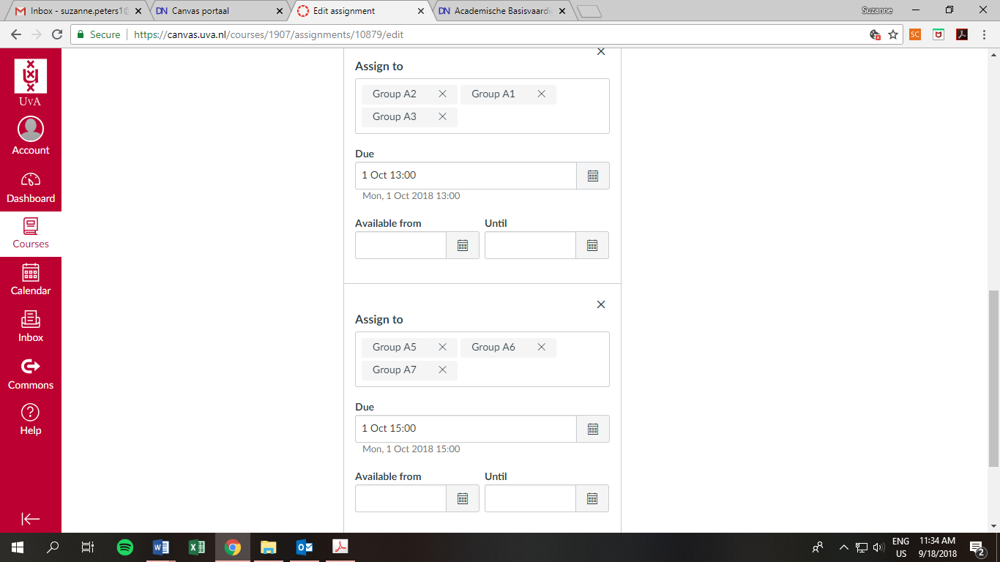 Inbox - suzanne.peters1@
Canvas portaal
Edit assignment
Academische Basisvaardi
Suzanne
Secure
https://canvas.uva.nl/courses/1907/assignments/10879/edit
UvA
Account
Dashboard
Courses
Calendar
Inbox
Commons
Help
Assign to
Group A2 Group A1
Group A3
Due
1 Oct 13:00
Mon, 1 Oct 2018 13:00
Available from Until
Assign to
Group A5 Group A6
Group A7
Due
1 Oct 15:00
Mon, 1 Oct 2018 15:00
Available from Until
ENG 11:34 AM
US 9/18/2018
2